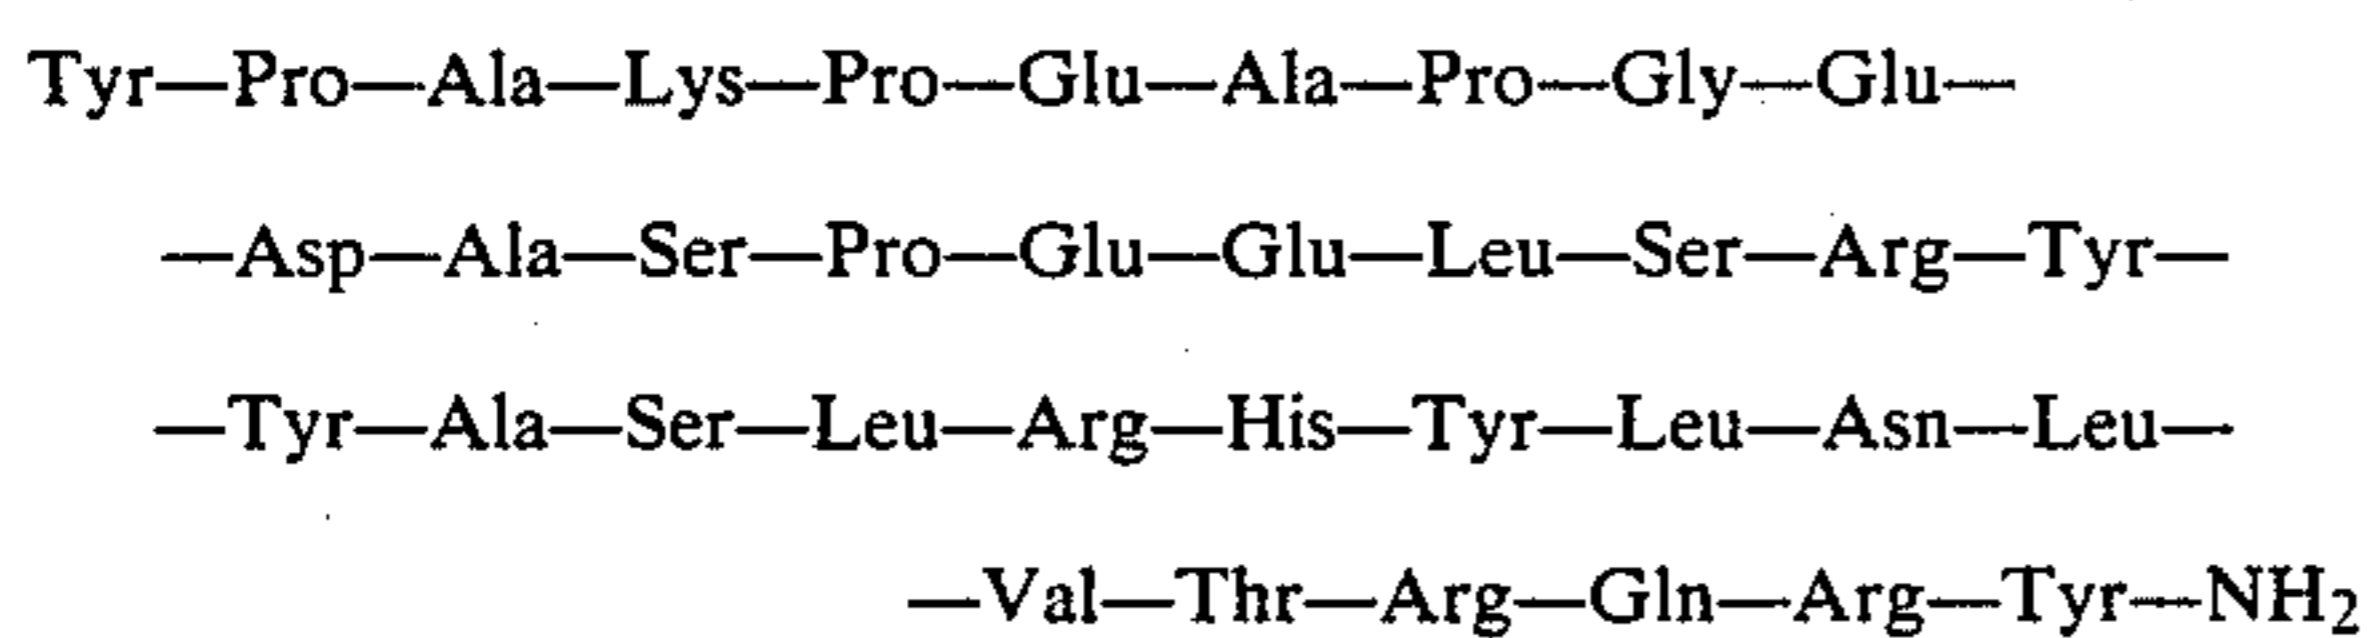 Tyr—Pro—Ala—Lys—Pro—Glu—Ala—Pro—Gly—Glu—
—Asp—Ala—Ser—Pro—Glu—Glu—Leu—Ser—Arg—Tyr—
—Tyr—Ala—Ser—Leu—Arg—His—Tyr—Leu—Asn—Leu—
—Val—Thr—Arg—Gln—Arg—Tyr—NH₂